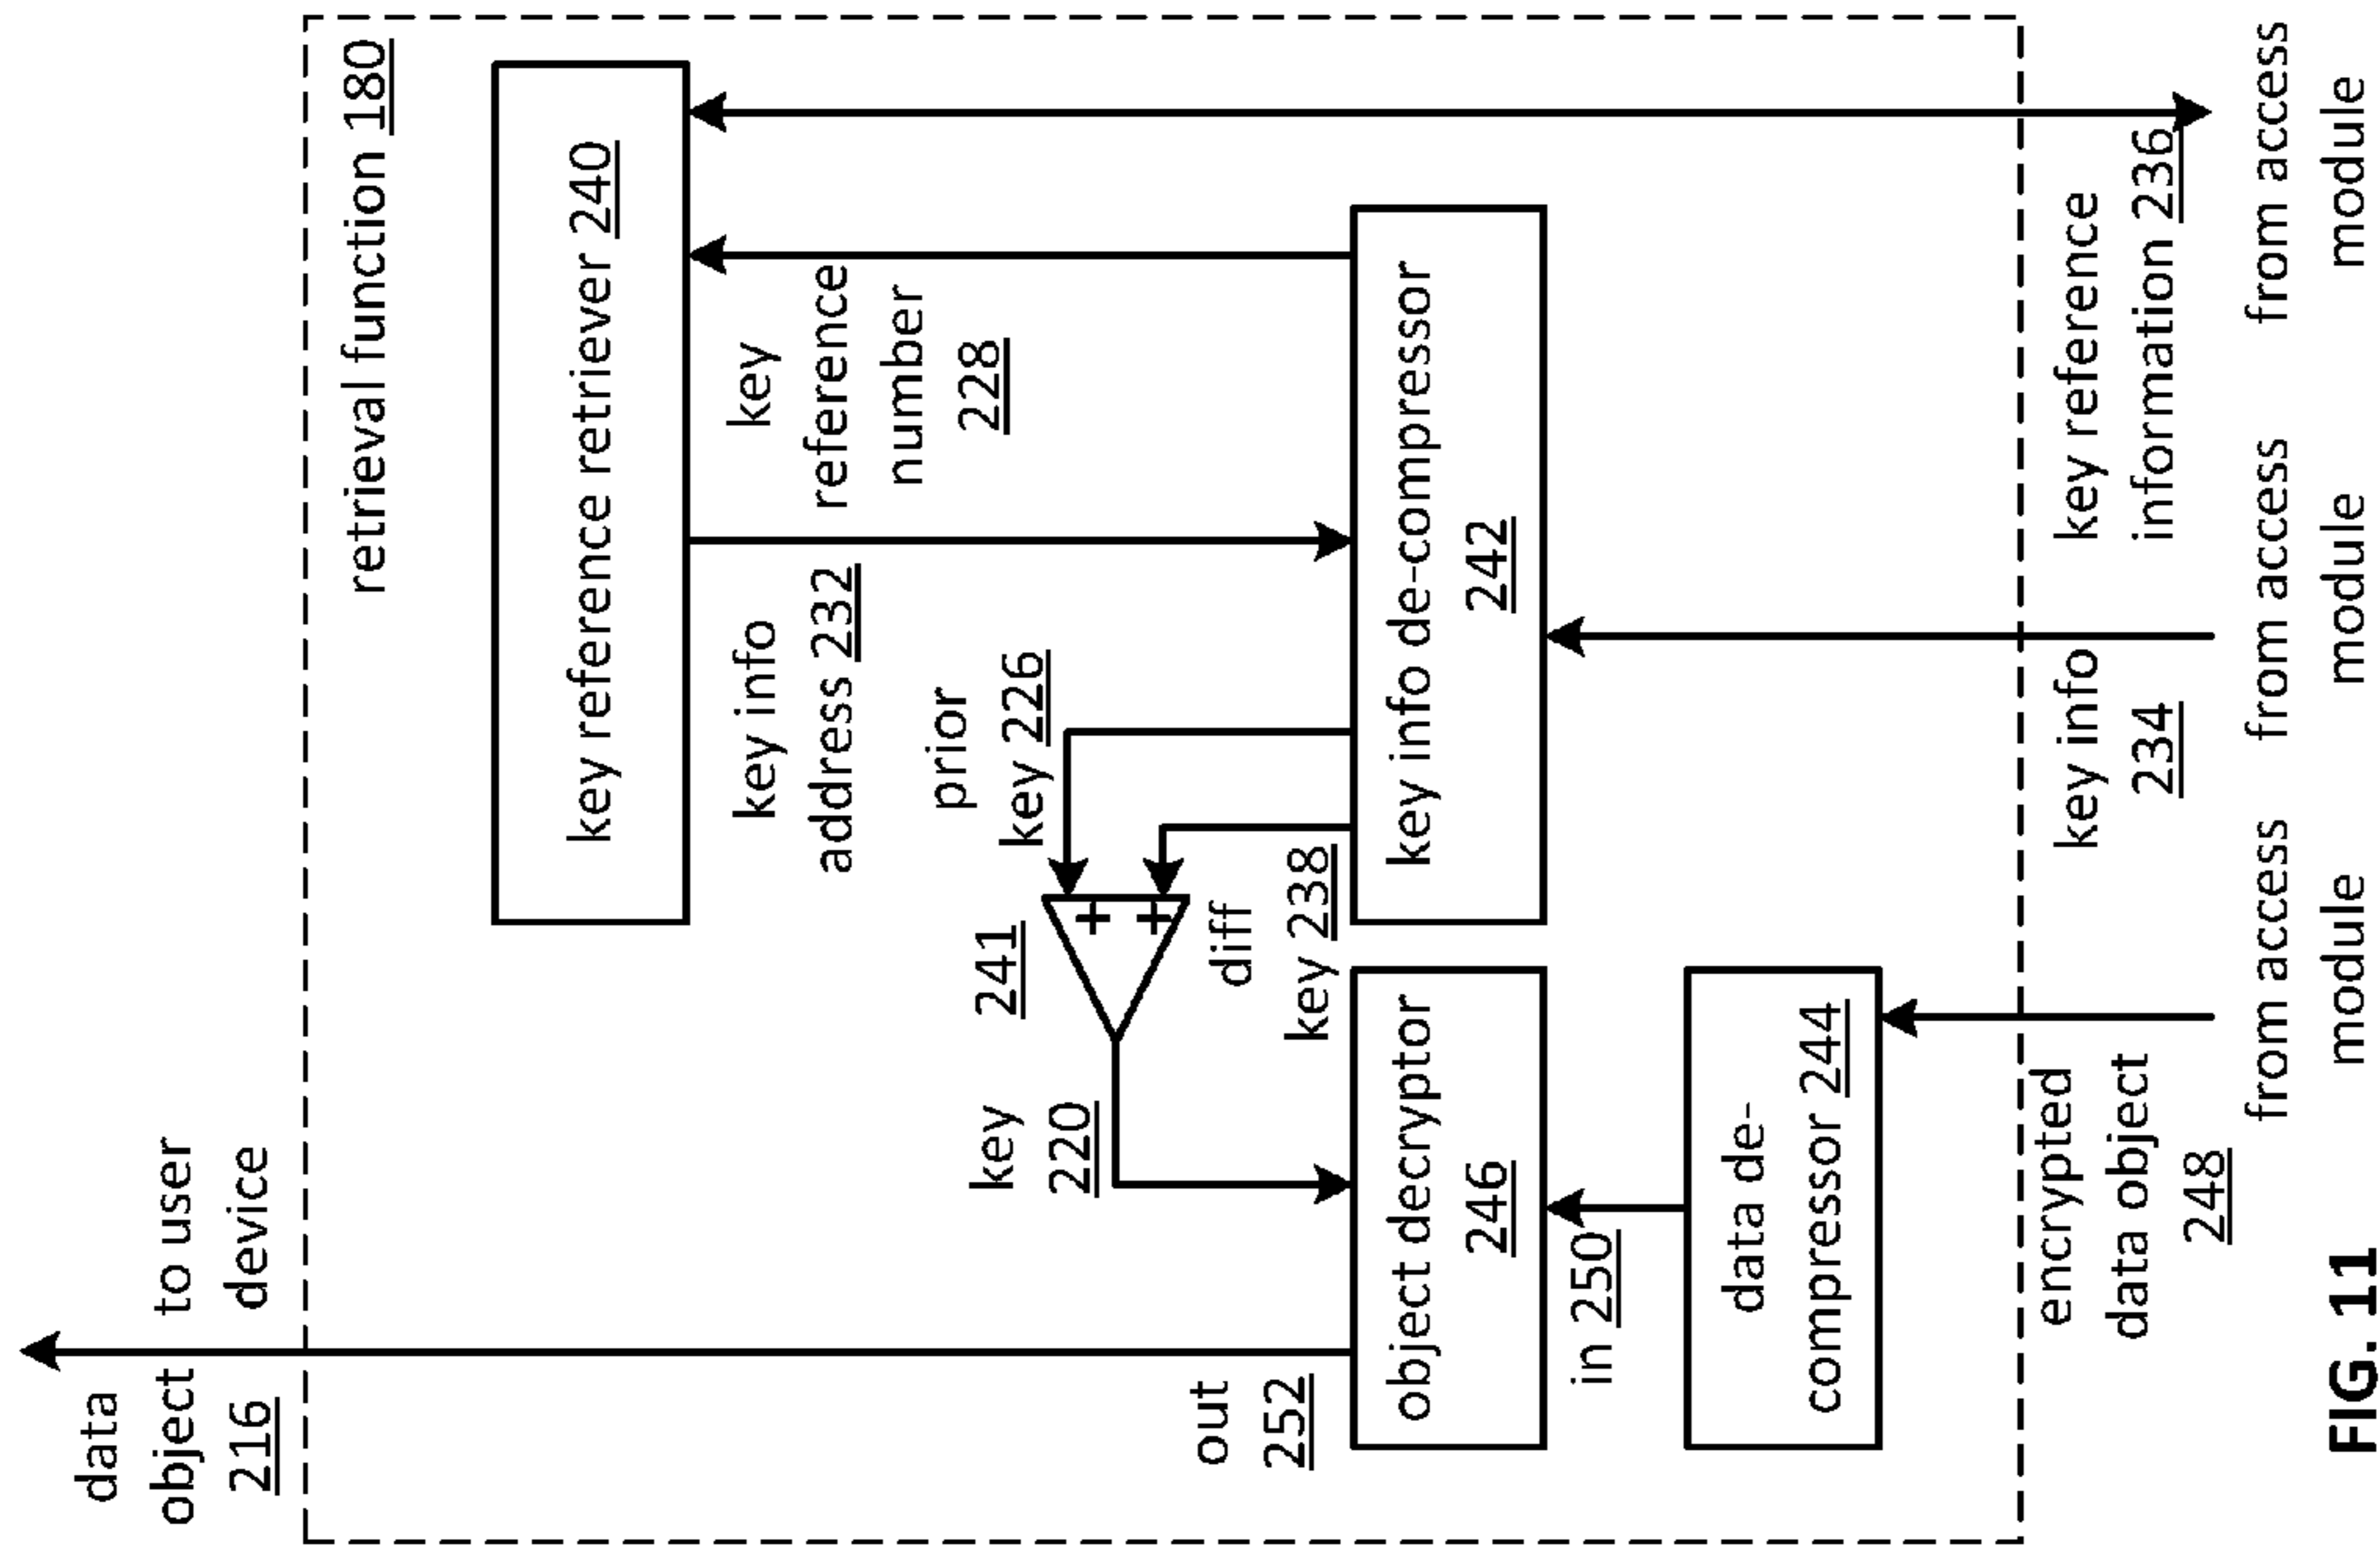 data
object 216
to user
device
retrieval function 180
key reference retriever 240
key info
address 232
key
reference
number
228
prior
key 226
241
key
220
diff
key 238
out
252
object decryptor
246
key info de-compressor
242
in 250
data de-
compressor 244
encrypted
data object
248
key info
234
key reference
information 236
from access
module
from access
module
from access
module
FIG. 11